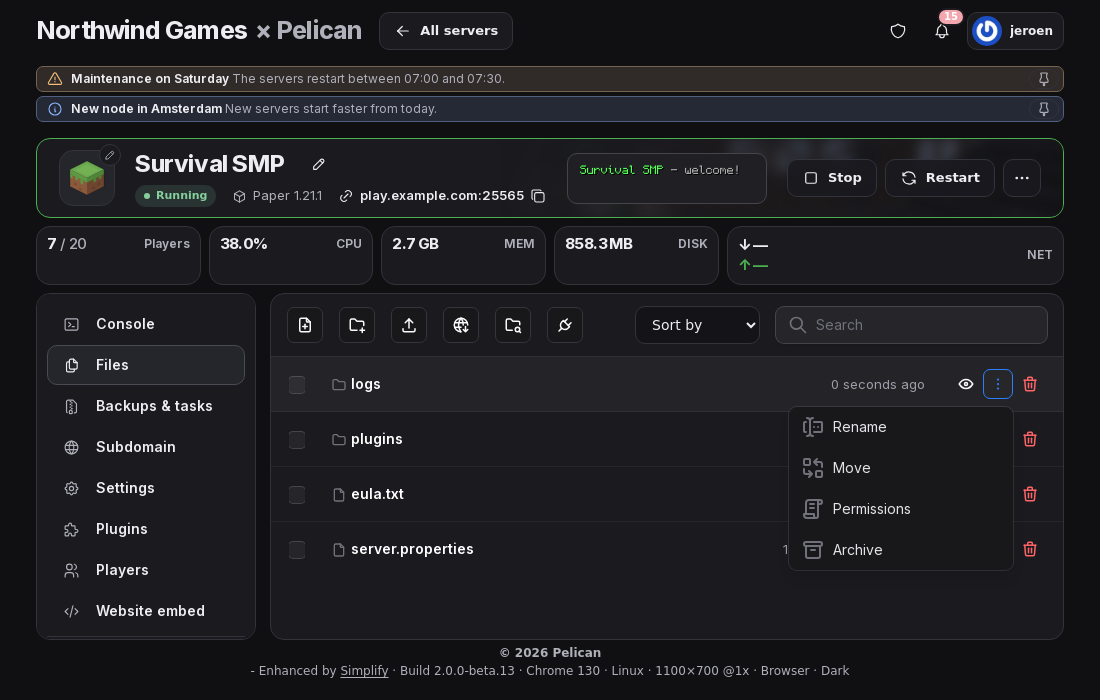 Northwind Games × Pelican
All servers
15
jeroen
Maintenance on Saturday The servers restart between 07:00 and 07:30.
New node in Amsterdam New servers start faster from today.
Survival SMP
Running
Paper 1.21.1
play.example.com:25565
Survival SMP — welcome!
Stop
Restart
7 / 20 Players
38.0% CPU
2.7 GB MEM
858.3 MB DISK
↓—
↑—
NET
Console
Files
Backups & tasks
Subdomain
Settings
Plugins
Players
Website embed
Sort by
Search
logs 0 seconds ago
plugins
eula.txt
server.properties
Rename
Move
Permissions
Archive
© 2026 Pelican
- Enhanced by Simplify · Build 2.0.0-beta.13 · Chrome 130 · Linux · 1100×700 @1x · Browser · Dark